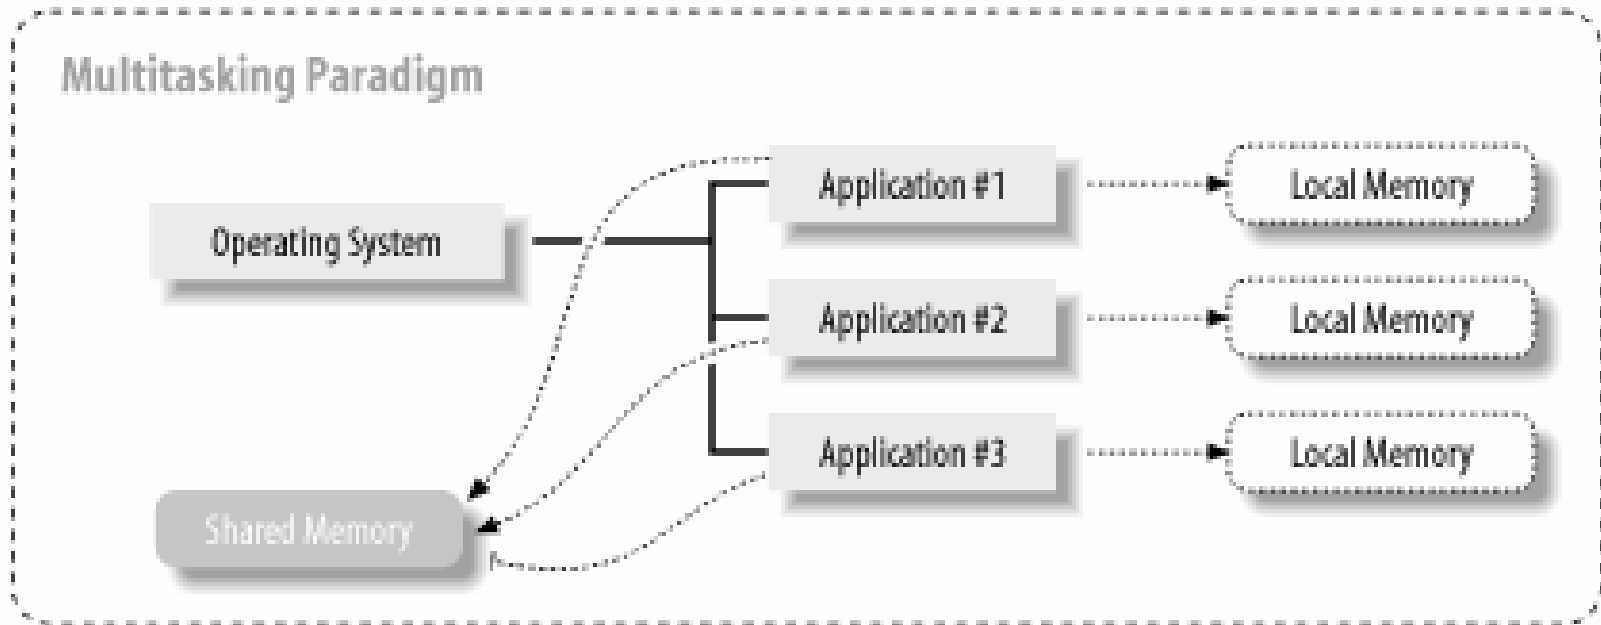 Multitasking Paradigm
Operating System
Application #1
Local Memory
Application #2
Local Memory
Application #3
Local Memory
Shared Memory